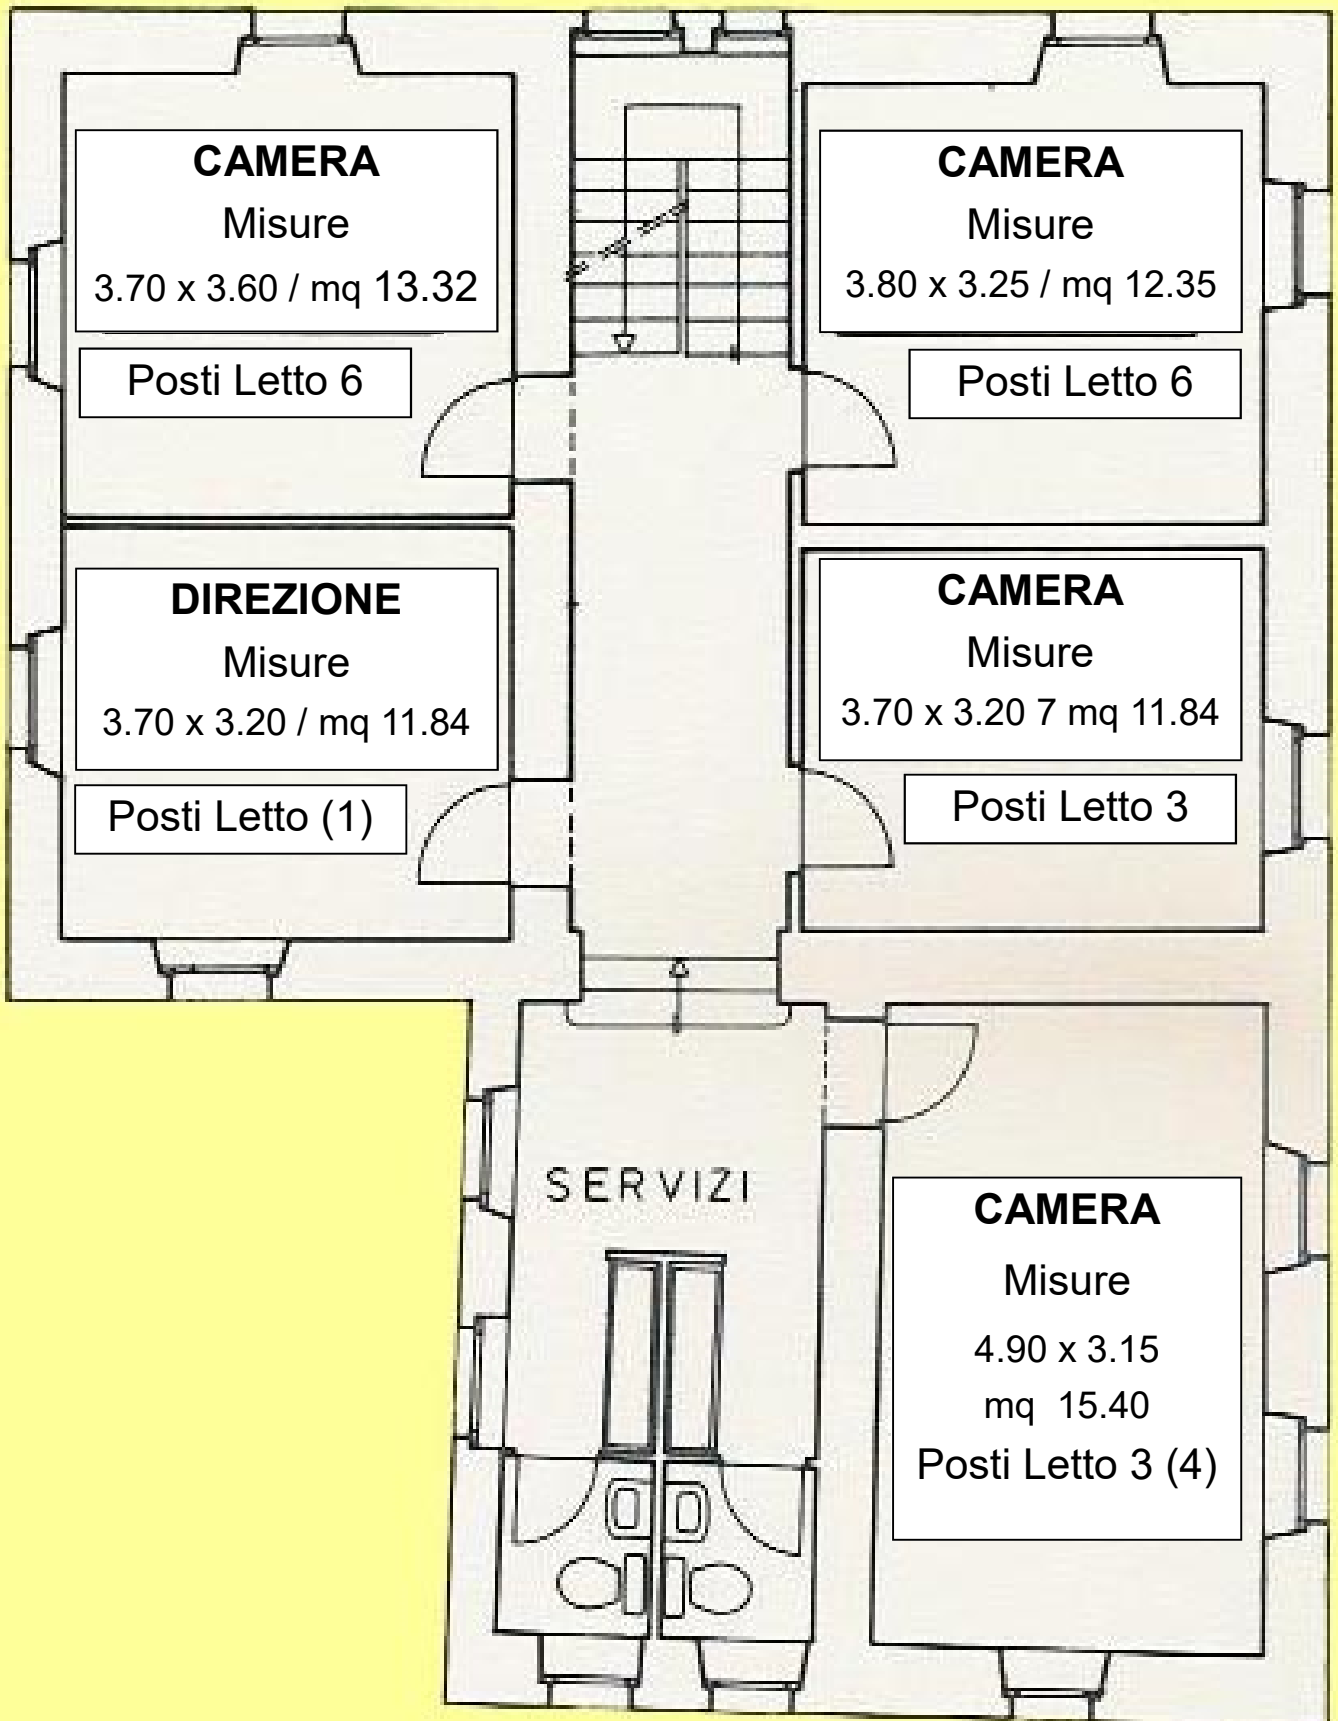 CAMERA
Misure
3.70 x 3.60 / mq 13.32
Posti Letto 6
CAMERA
Misure
3.80 x 3.25 / mq 12.35
Posti Letto 6
DIREZIONE
Misure
3.70 x 3.20 / mq 11.84
Posti Letto (1)
CAMERA
Misure
3.70 x 3.20 7 mq 11.84
Posti Letto 3
SERVIZI
CAMERA
Misure
4.90 x 3.15
mq 15.40
Posti Letto 3 (4)